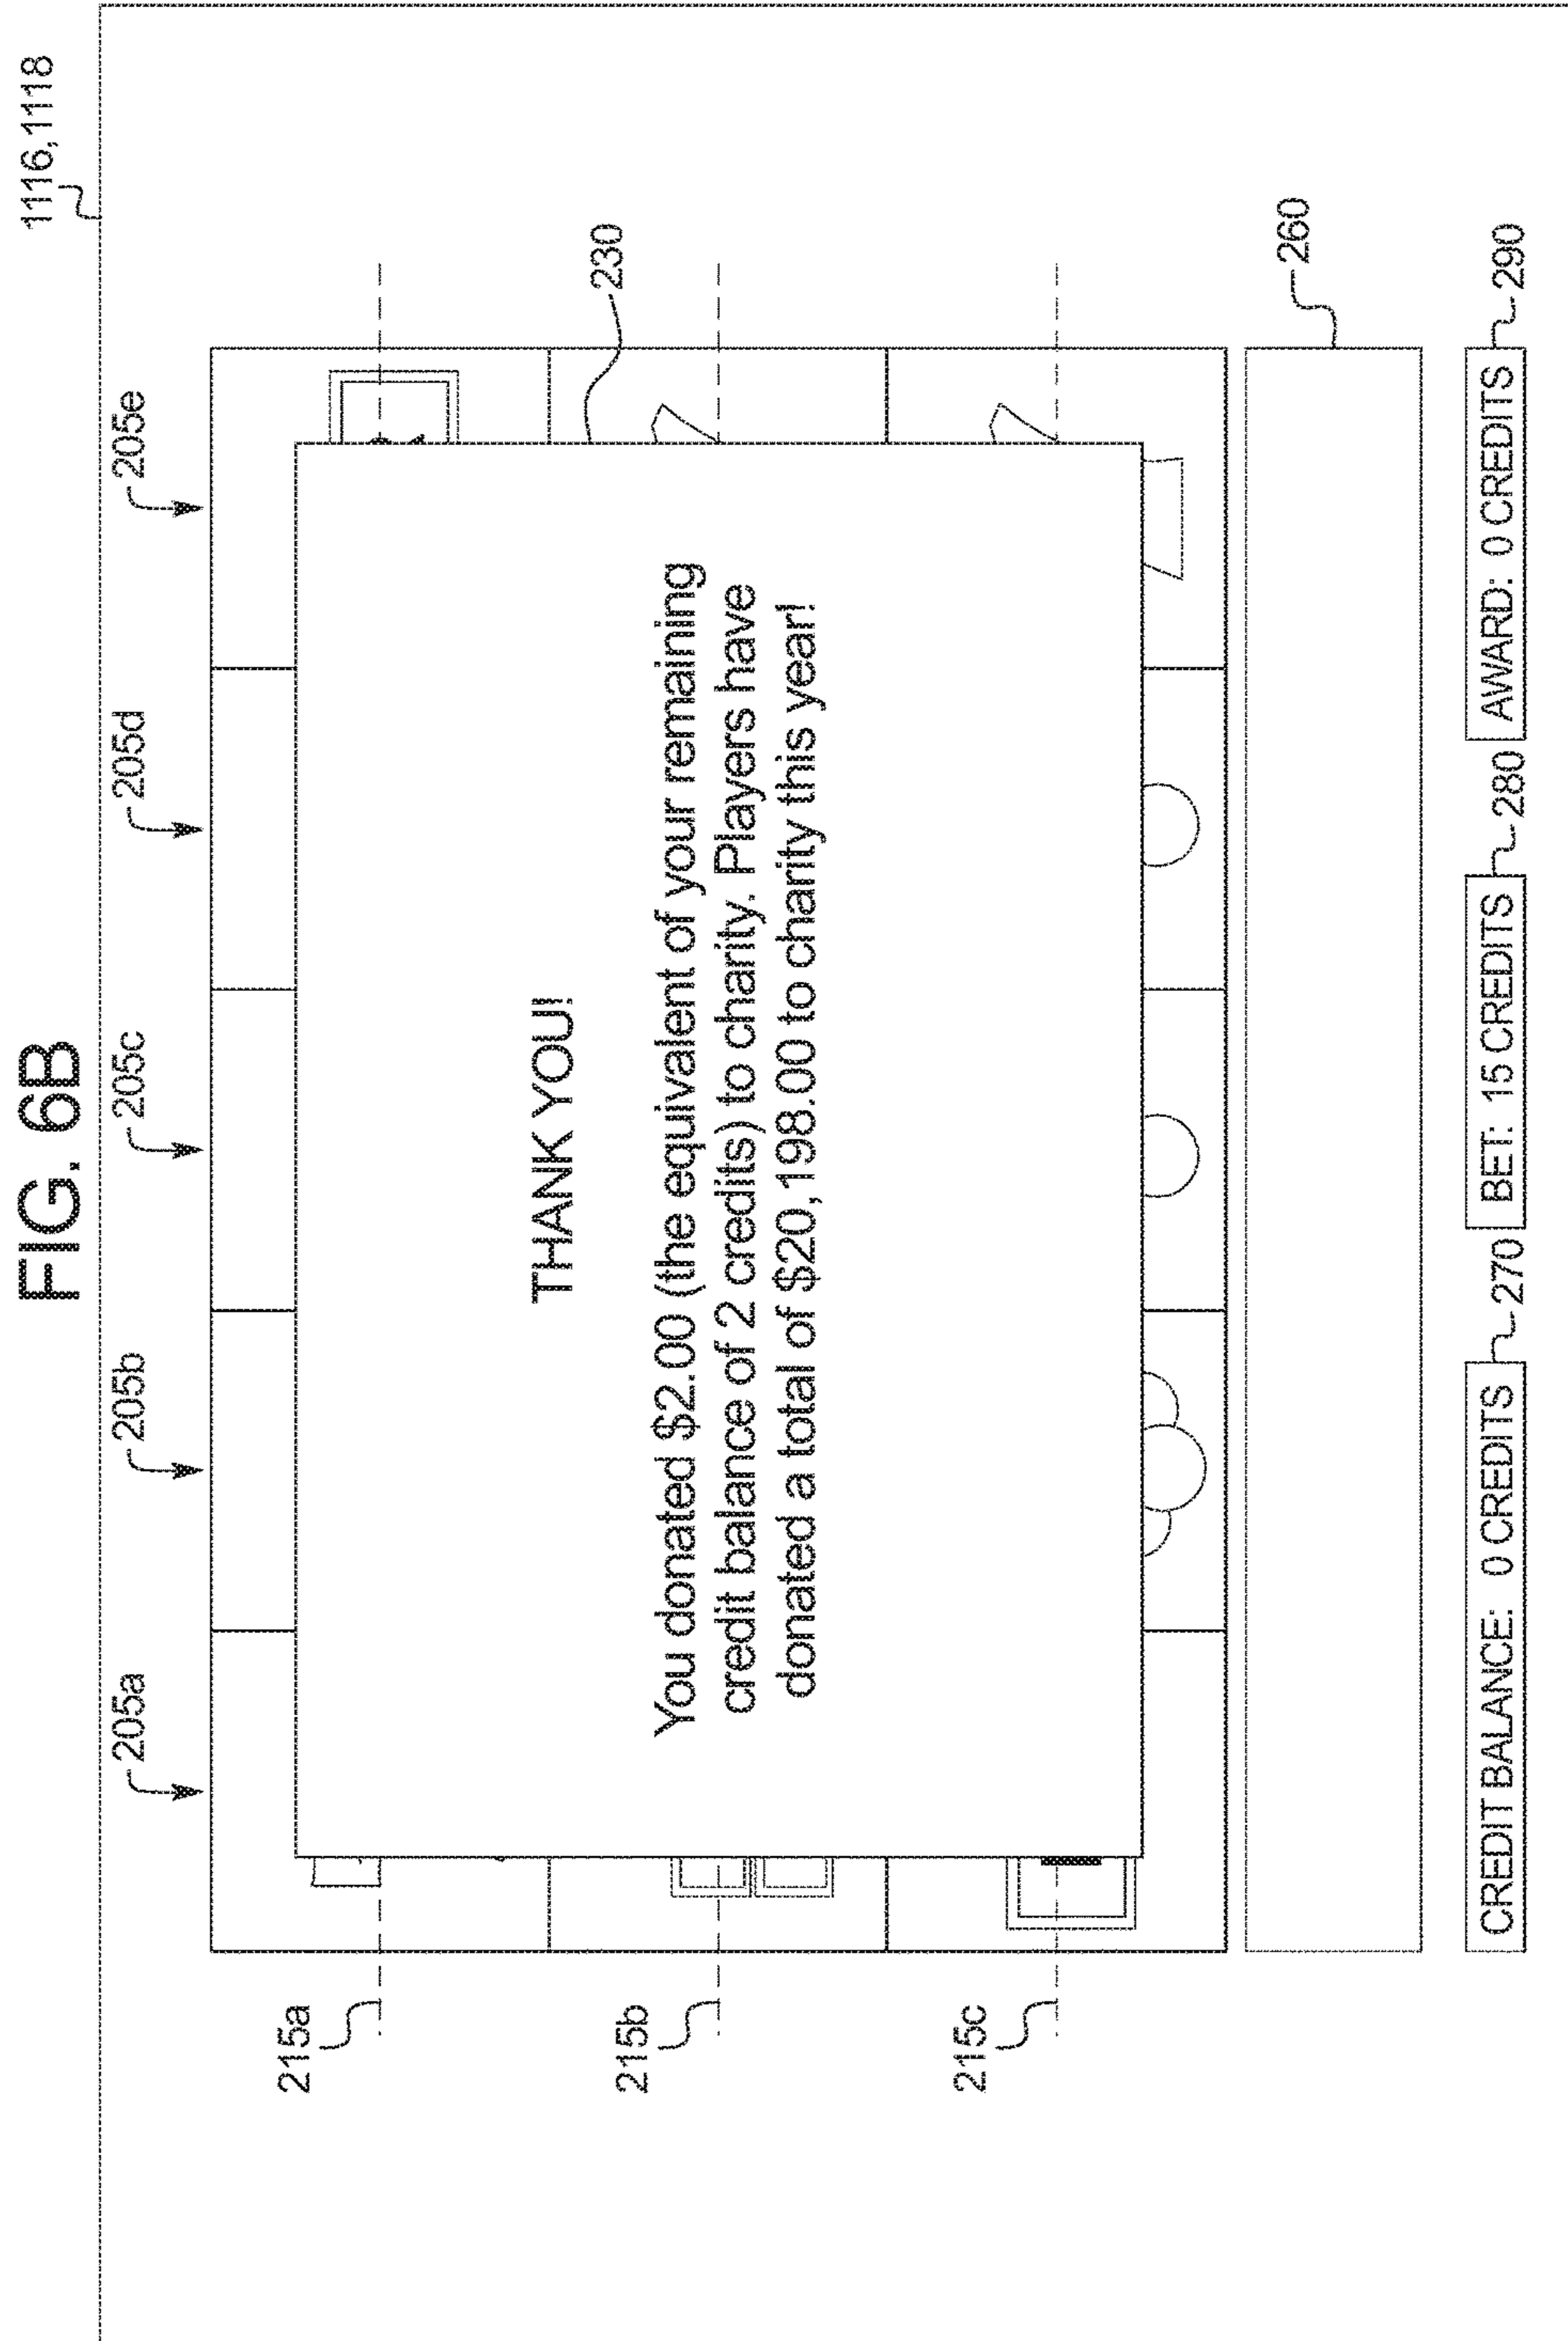 FIG. 6B
1116,1118
205a
205b
205c
205d
205e
215a
215b
215c
230
THANK YOU!
You donated $2.00 (the equivalent of your remaining
credit balance of 2 credits) to charity. Players have
donated a total of $20,198.00 to charity this year!
260
CREDIT BALANCE: 0 CREDITS
270
BET: 15 CREDITS
280
AWARD: 0 CREDITS
290